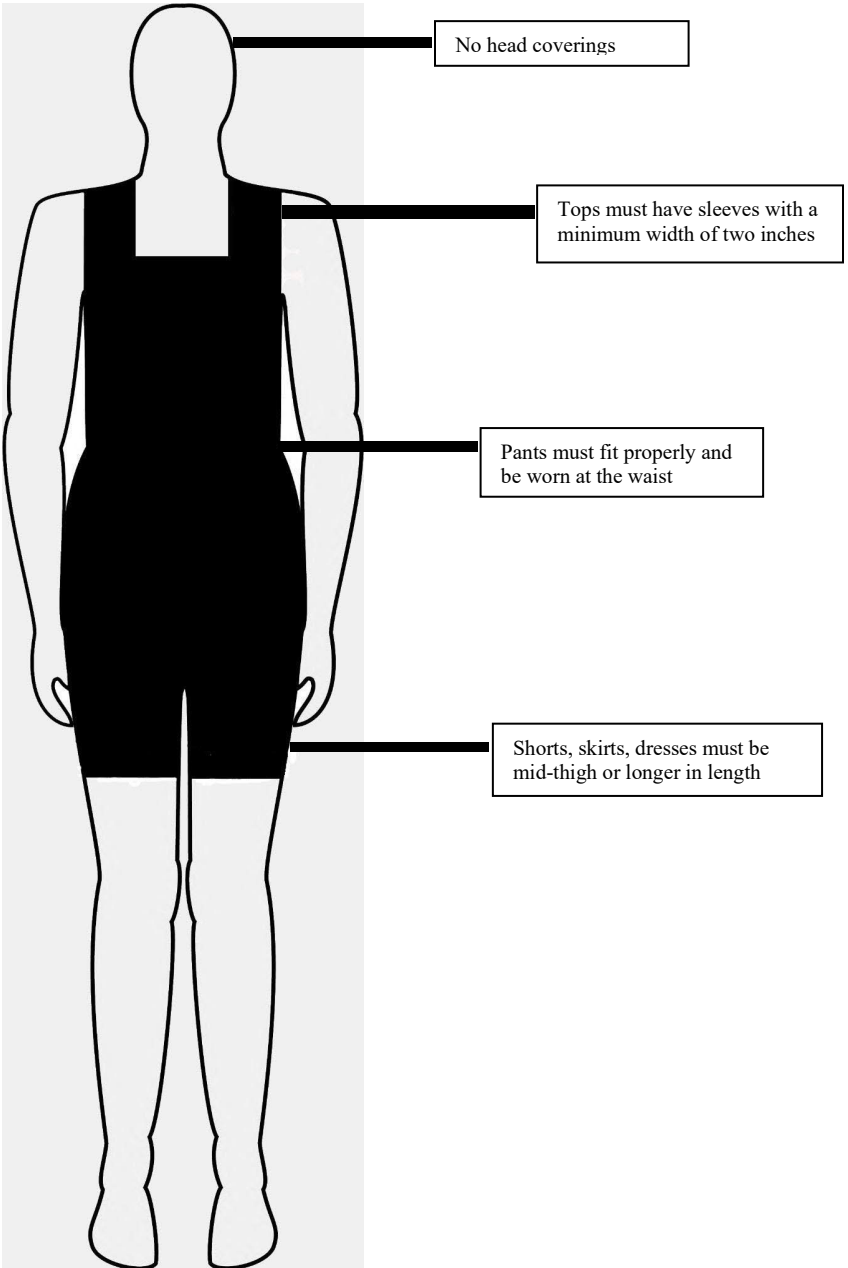 No head coverings
Tops must have sleeves with a
minimum width of two inches
Pants must fit properly and
be worn at the waist
Shorts, skirts, dresses must be
mid-thigh or longer in length